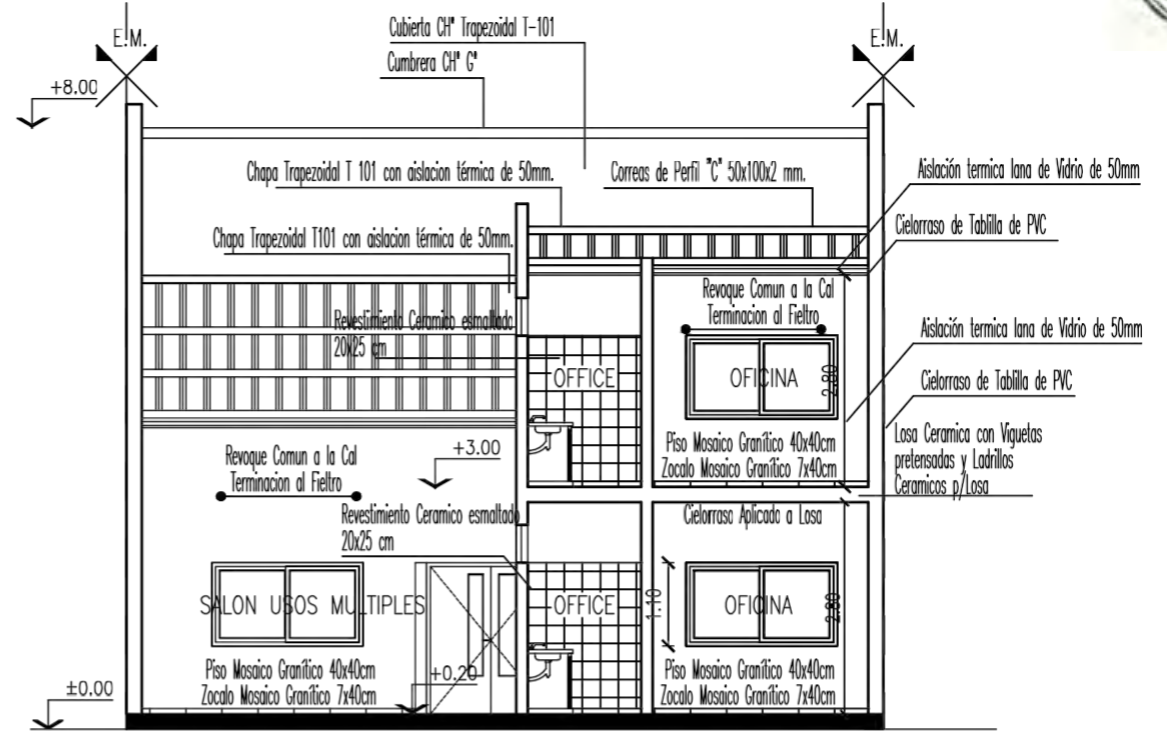 Cubierta CHª Trapezoidal T-101
E.M.
E.M.
Cumbrera CHª Gª
+8.00
Chapa Trapezoidal T 101 con aislacion térmica de 50mm.
Correas de Perfil "C" 50x100x2 mm.
Aislación termica lana de Vidrio de 50mm
Cielorraso de Tablilla de PVC
Chapa Trapezoidal T101 con aislacion térmica de 50mm.
Revoque Comun a la Cal
Terminacion al Fieltro
Revestimiento Ceramico esmaltado
20x25 cm
Aislación termica lana de Vidrio de 50mm
OFFICE
OFICINA
2.80
Cielorraso de Tablilla de PVC
Losa Ceramica con Viguetas
pretensadas y Ladrillos
Ceramicos p/Losa
Piso Mosaico Granítico 40x40cm
Zocalo Mosaico Granítico 7x40cm
+3.00
Revoque Comun a la Cal
Terminacion al Fieltro
Revestimiento Ceramico esmaltado
20x25 cm
Cielorraso Aplicado a Losa
SALON USOS MULTIPLES
OFFICE
1.10
OFICINA
2.80
Piso Mosaico Granítico 40x40cm
Zocalo Mosaico Granítico 7x40cm
+0.20
Piso Mosaico Granítico 40x40cm
Zocalo Mosaico Granítico 7x40cm
±0.00